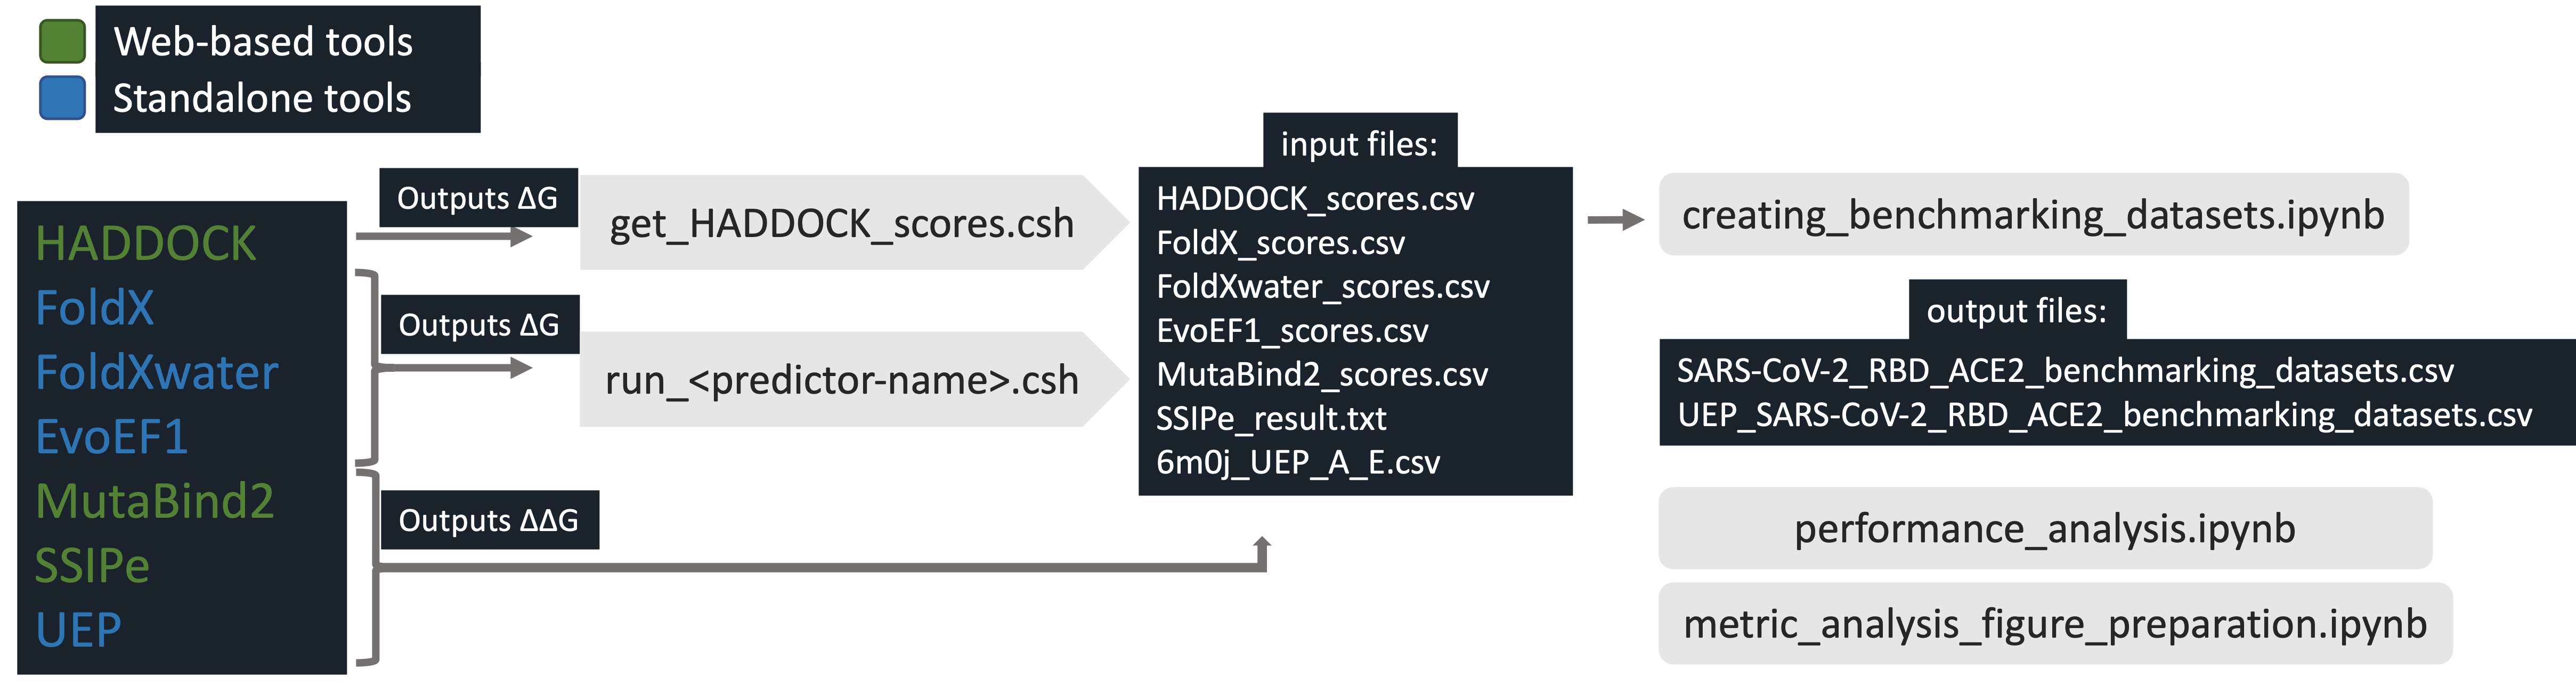 Web-based tools
Standalone tools
HADDOCK
FoldX
FoldXwater
EvoEF1
MutaBind2
SSIPe
UEP
Outputs ΔG
get_HADDOCK_scores.csh
Outputs ΔG
run_<predictor-name>.csh
Outputs ΔΔG
input files:
HADDOCK_scores.csv
FoldX_scores.csv
FoldXwater_scores.csv
EvoEF1_scores.csv
MutaBind2_scores.csv
SSIPe_result.txt
6m0j_UEP_A_E.csv
creating_benchmarking_datasets.ipynb
output files:
SARS-CoV-2_RBD_ACE2_benchmarking_datasets.csv
UEP_SARS-CoV-2_RBD_ACE2_benchmarking_datasets.csv
performance_analysis.ipynb
metric_analysis_figure_preparation.ipynb